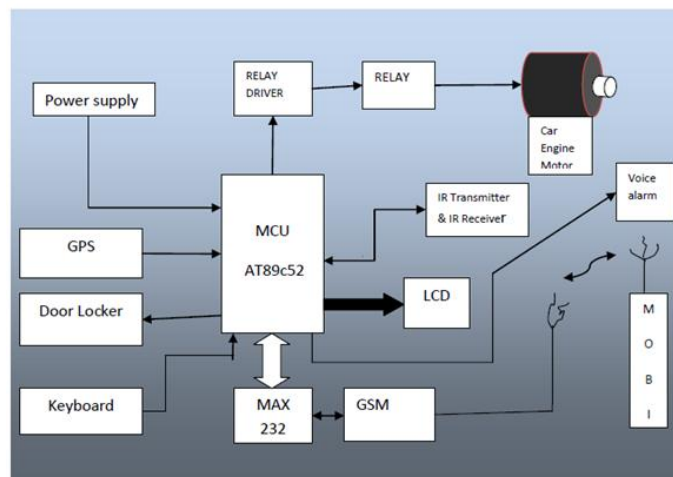 RELAY
DRIVER
RELAY
Power supply
Car
Engine
Motor
Voice
alarm
IR Transmitter
& IR Receiver
MCU
AT89c52
GPS
LCD
Door Locker
M
O
B
I
Keyboard
MAX
232
GSM